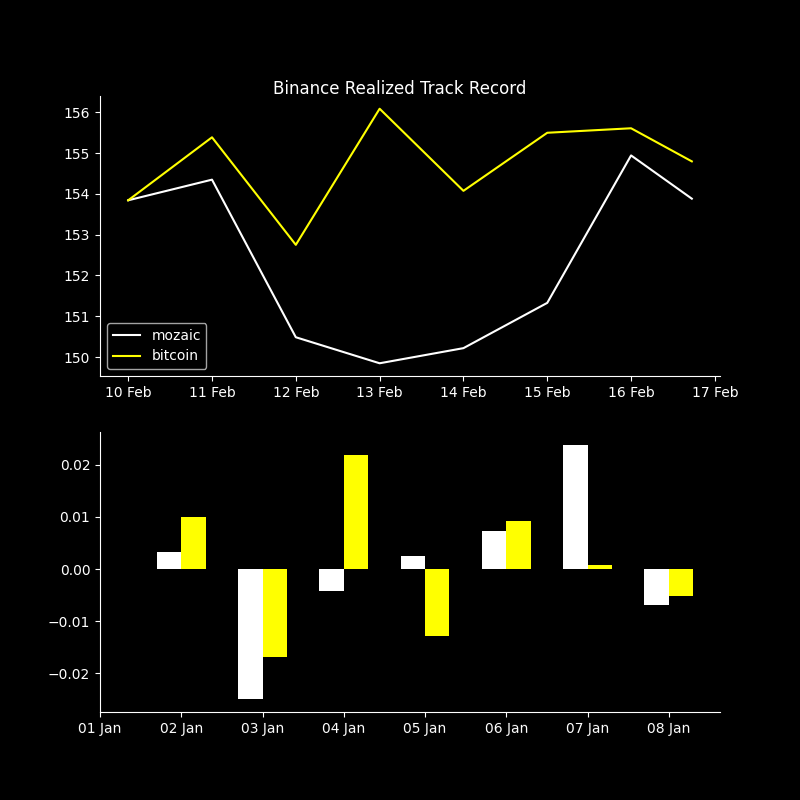 Binance Realized Track Record
156
155
154
153
152
151
150
mozaic
bitcoin
10 Feb 11 Feb 12 Feb 13 Feb 14 Feb 15 Feb 16 Feb 17 Feb
0.02
0.01
0.00
−0.01
−0.02
01 Jan 02 Jan 03 Jan 04 Jan 05 Jan 06 Jan 07 Jan 08 Jan